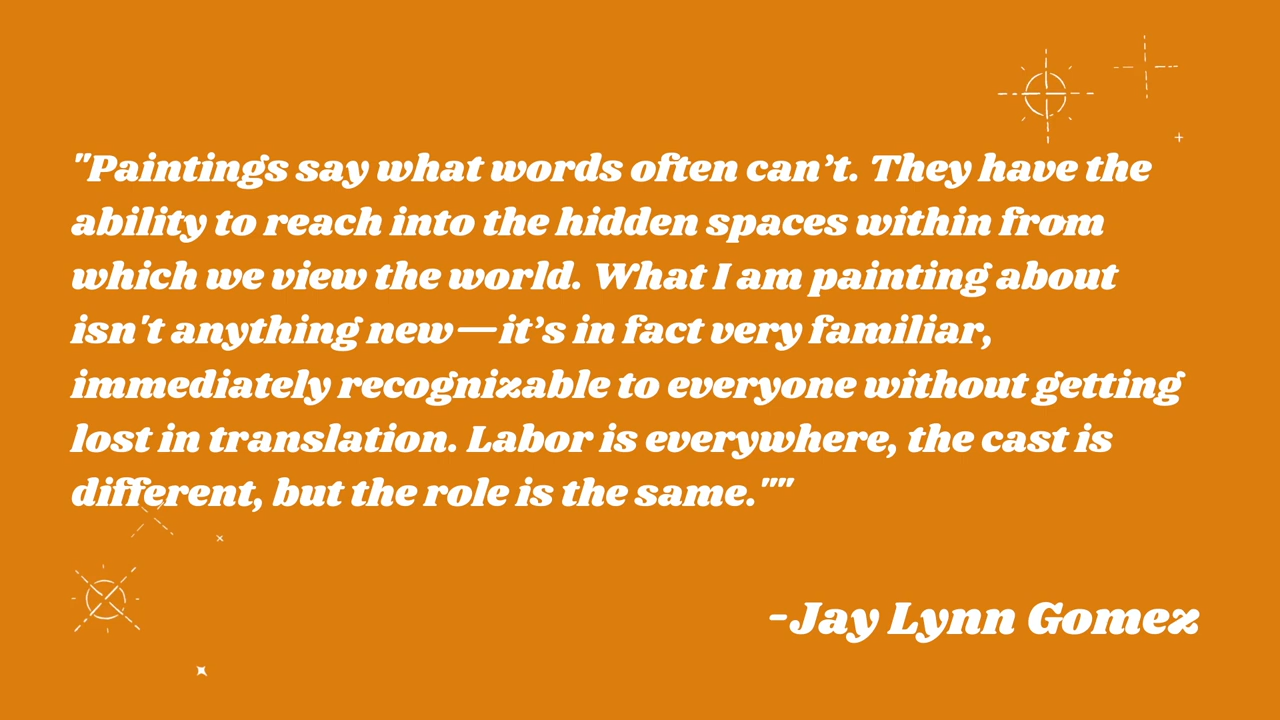 "Paintings say what words often can’t. They have the
ability to reach into the hidden spaces within from
which we view the world. What I am painting about
isn't anything new—it’s in fact very familiar,
immediately recognizable to everyone without getting
lost in translation. Labor is everywhere, the cast is
different, but the role is the same.""
-Jay Lynn Gomez